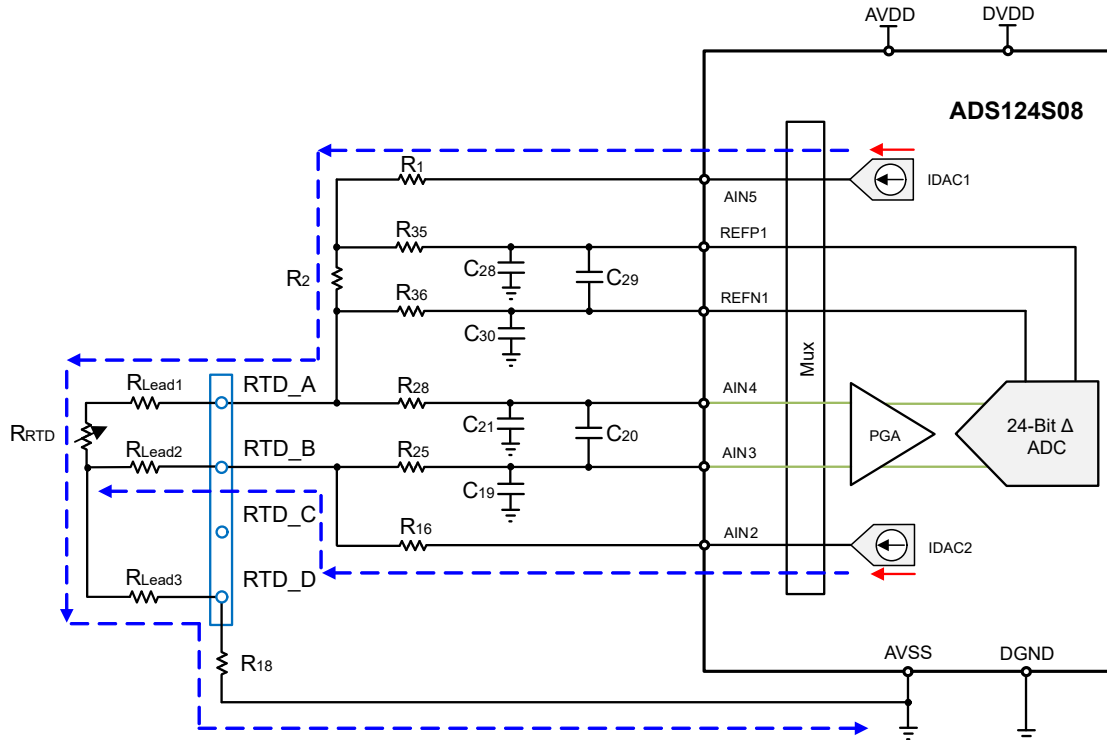 AVDD
DVDD
ADS124S08
R1
IDAC1
AIN5
R35
REFP1
C28
C29
R2
R36
REFN1
C30
Mux
RLead1
RTD_A
R28
AIN4
C21
C20
PGA
24-Bit Δ
ADC
RRTD
RLead2
RTD_B
R25
AIN3
C19
RTD_C
R16
AIN2
IDAC2
RLead3
RTD_D
R18
AVSS
DGND